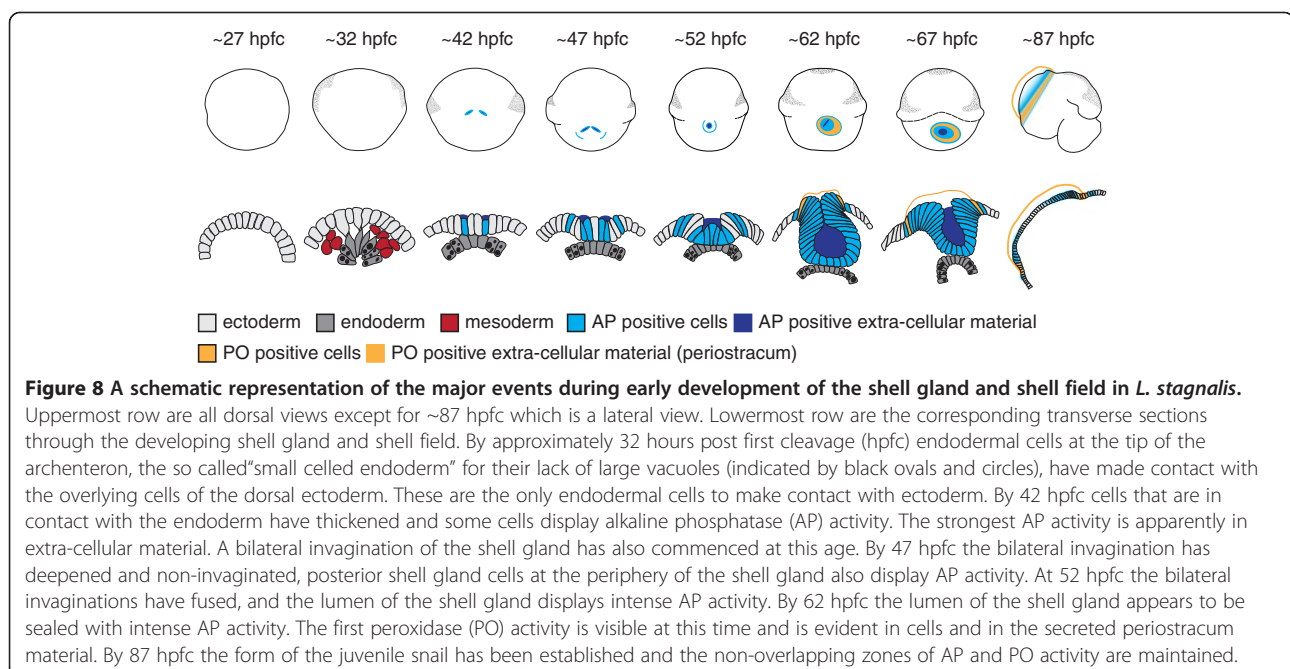 ~27 hpfc ~32 hpfc ~42 hpfc ~47 hpfc ~52 hpfc ~62 hpfc ~67 hpfc ~87 hpfc
ectoderm endoderm mesoderm AP positive cells AP positive extra-cellular material
PO positive cells PO positive extra-cellular material (periostracum)
Figure 8 A schematic representation of the major events during early development of the shell gland and shell field in L. stagnalis.
Uppermost row are all dorsal views except for ~87 hpfc which is a lateral view. Lowermost row are the corresponding transverse sections
through the developing shell gland and shell field. By approximately 32 hours post first cleavage (hpfc) endodermal cells at the tip of the
archenteron, the so called“small celled endoderm” for their lack of large vacuoles (indicated by black ovals and circles), have made contact with
the overlying cells of the dorsal ectoderm. These are the only endodermal cells to make contact with ectoderm. By 42 hpfc cells that are in
contact with the endoderm have thickened and some cells display alkaline phosphatase (AP) activity. The strongest AP activity is apparently in
extra-cellular material. A bilateral invagination of the shell gland has also commenced at this age. By 47 hpfc the bilateral invagination has
deepened and non-invaginated, posterior shell gland cells at the periphery of the shell gland also display AP activity. At 52 hpfc the bilateral
invaginations have fused, and the lumen of the shell gland displays intense AP activity. By 62 hpfc the lumen of the shell gland appears to be
sealed with intense AP activity. The first peroxidase (PO) activity is visible at this time and is evident in cells and in the secreted periostracum
material. By 87 hpfc the form of the juvenile snail has been established and the non-overlapping zones of AP and PO activity are maintained.